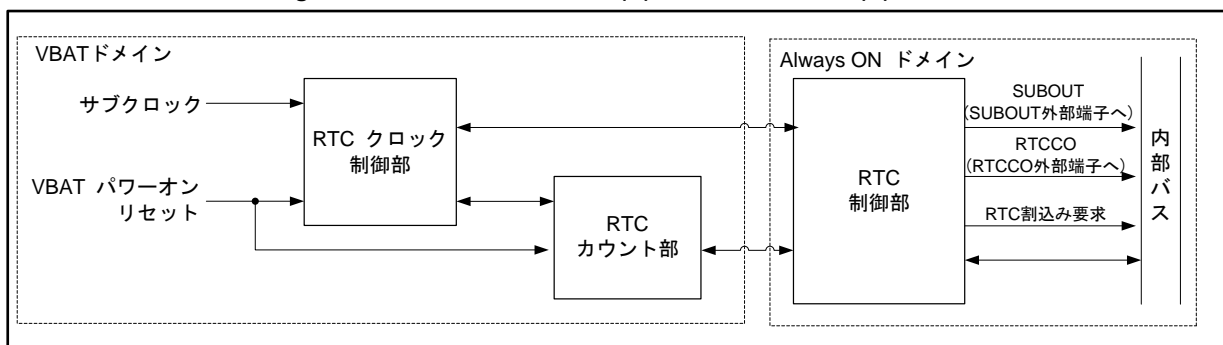 VBATドメイン
サブクロック
VBAT パワーオン
リセット
RTC クロック
制御部
RTC
カウント部
Always ON ドメイン
RTC
制御部
SUBOUT
(SUBOUT外部端子へ)
RTCCO
(RTCCO外部端子へ)
RTC割込み要求
内部バス